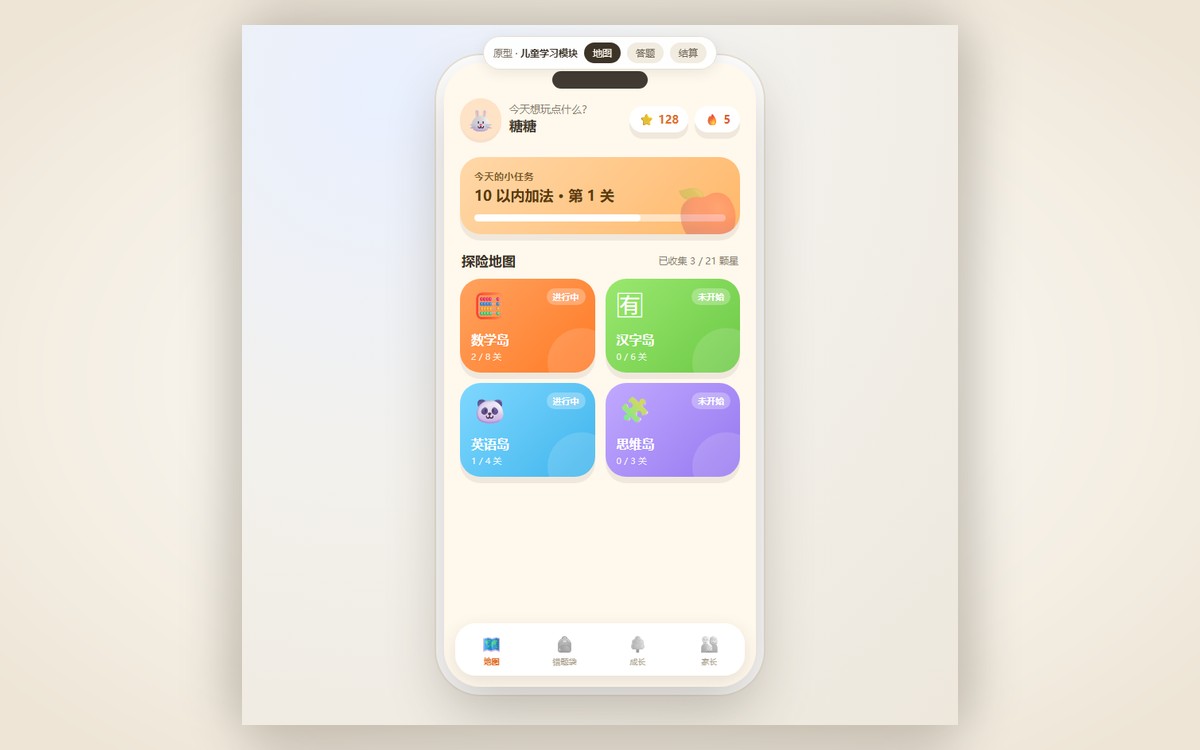 原型 · 儿童学习模块 地图 答题 结算
今天想玩点什么?
糖糖
128
5
今天的小任务
10 以内加法 · 第 1 关
探险地图
已收集 3 / 21 颗星
进行中
数学岛
2 / 8 关
有
未开始
汉字岛
0 / 6 关
进行中
英语岛
1 / 4 关
未开始
思维岛
0 / 3 关
地图
错题袋
成长
家长